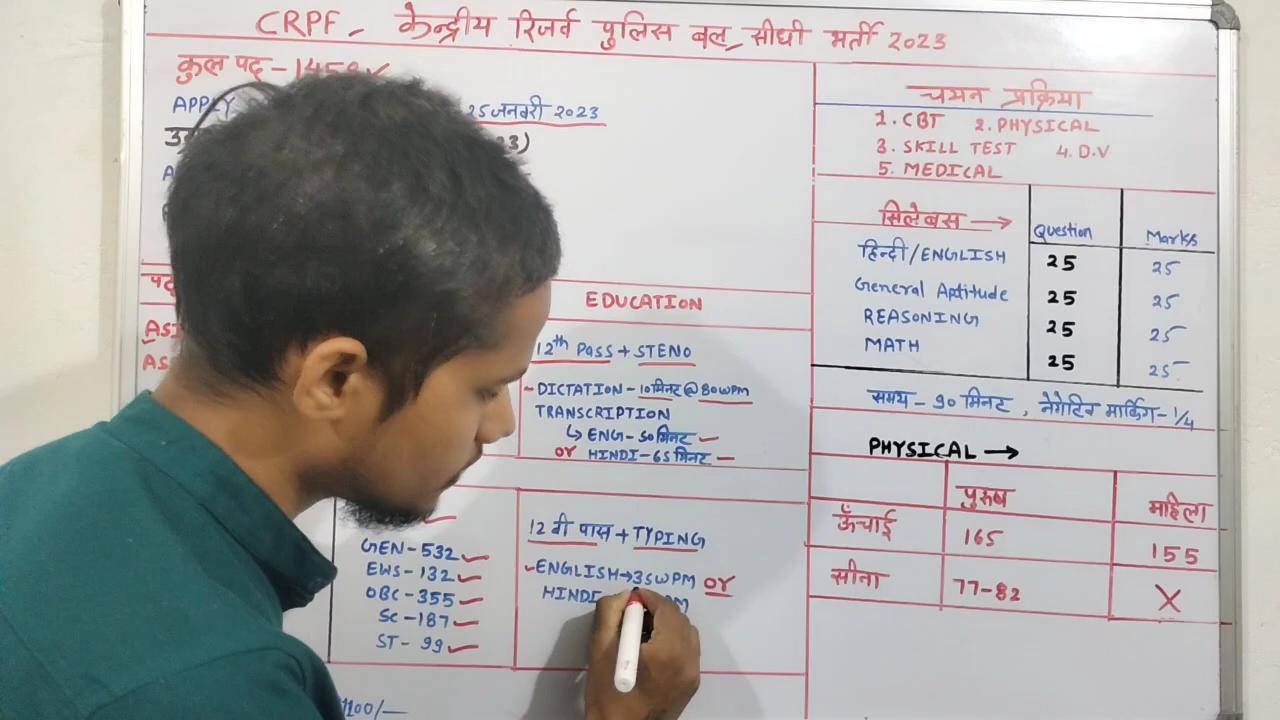 CRPF - केन्द्रीय रिजर्व पुलिस बल, सीधी भर्ती 2023
कुल पद - 1458 ✓
APPLY
25 जनवरी 2023
23)
EDUCATION
ASI
AS
12th Pass + STENO
- DICTATION - 10 मिनट @ 80 WPM
TRANSCRIPTION
↳ ENG - 50 मिनट -
OR HINDI - 65 मिनट -
GEN - 532 ✓
EWS - 132 ✓
OBC - 355 ✓
SC - 187 ✓
ST - 99 ✓
12 वी पास + TYPING
ENGLISH → 35 WPM OR
HINDI
100/-
चयन प्रक्रिया
1. CBT 2. PHYSICAL
3. SKILL TEST 4. D.V
5. MEDICAL
सिलेबस → Question Marks
हिन्दी/ENGLISH 25 25
General Aptitude 25 25
REASONING 25 25
MATH 25 25
समय - 90 मिनट, नेगेटिव मार्किंग - 1/4
PHYSICAL →
पुरुष महिला
ऊँचाई 165 155
सीना 77-82 X